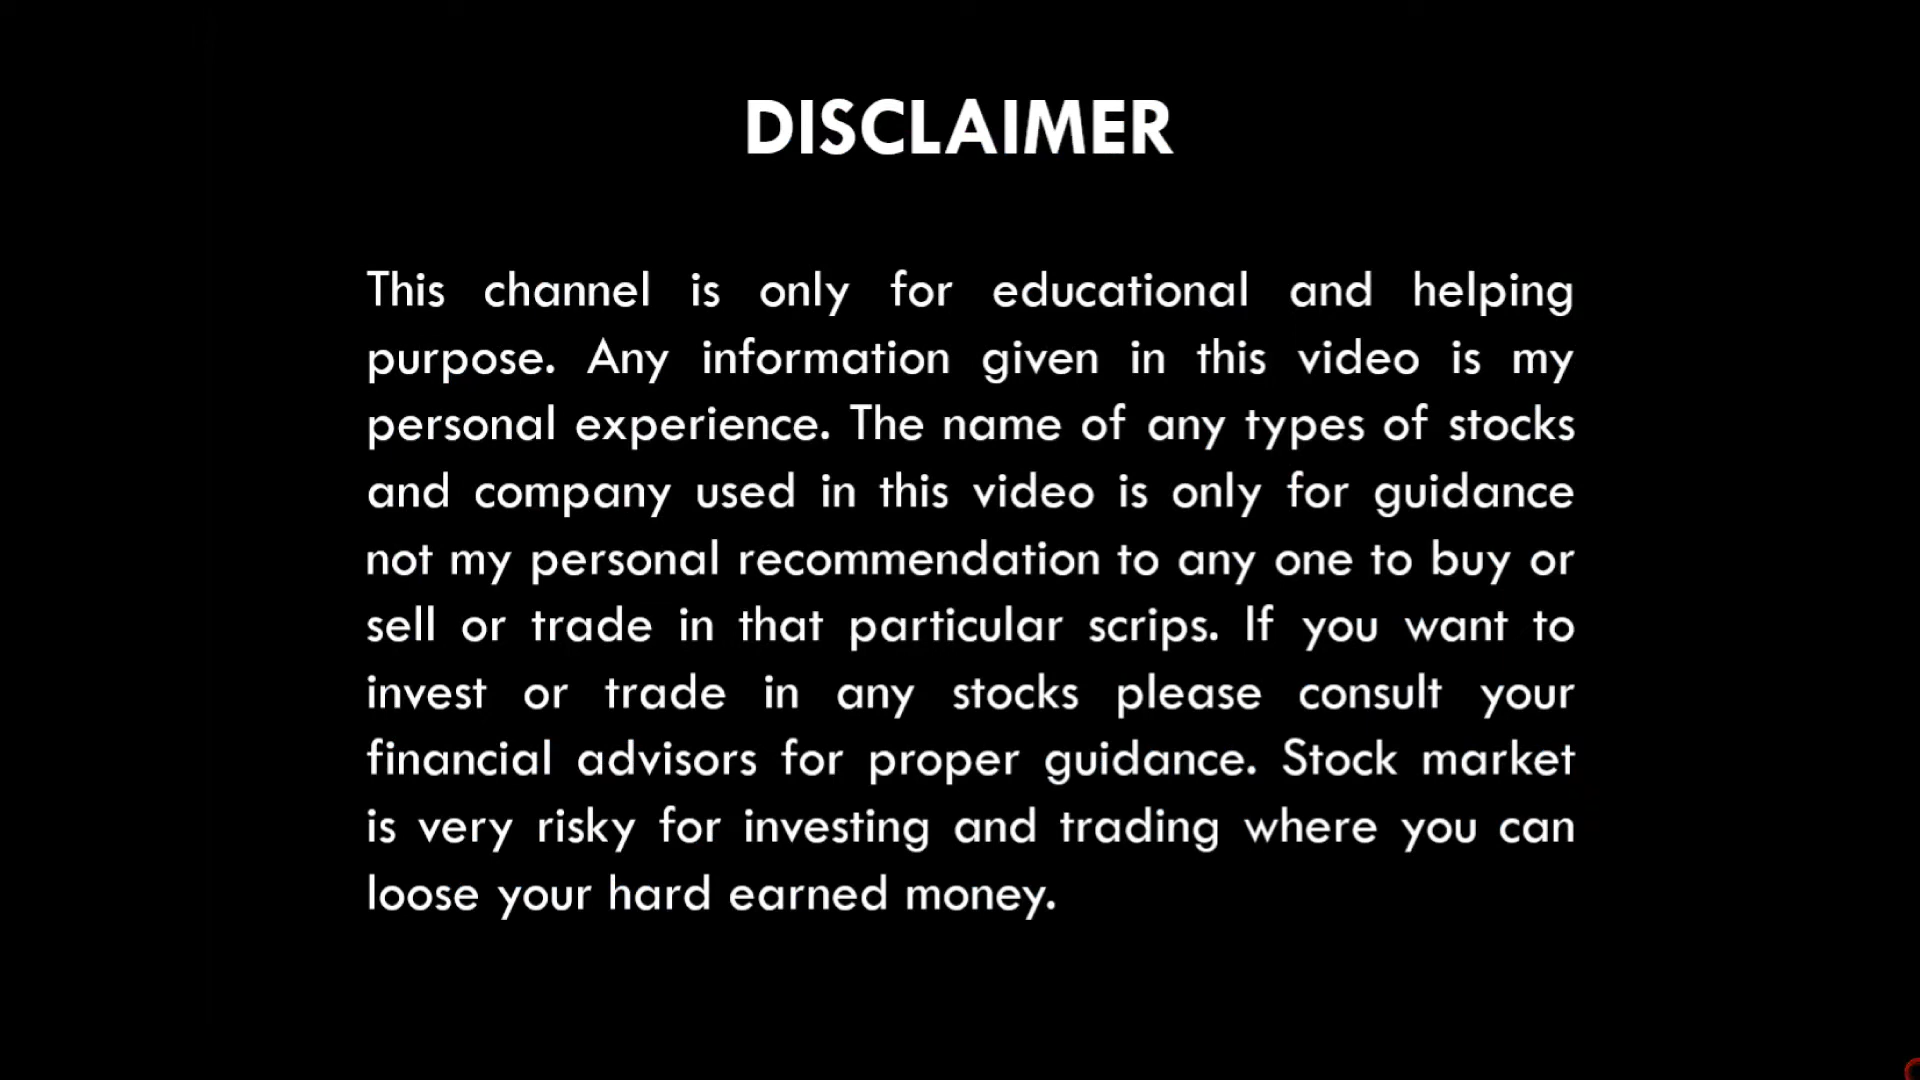 DISCLAIMER
This channel is only for educational and helping
purpose. Any information given in this video is my
personal experience. The name of any types of stocks
and company used in this video is only for guidance
not my personal recommendation to any one to buy or
sell or trade in that particular scrips. If you want to
invest or trade in any stocks please consult your
financial advisors for proper guidance. Stock market
is very risky for investing and trading where you can
loose your hard earned money.